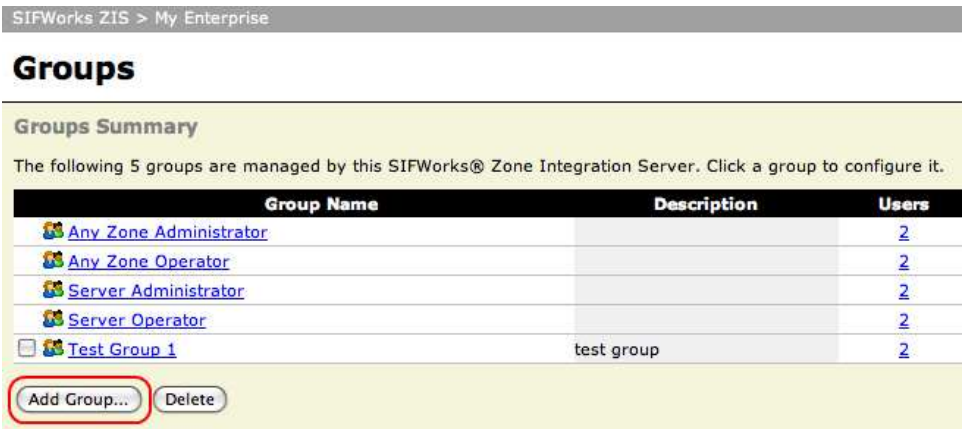 SIFWorks ZIS > My Enterprise
Groups
Groups Summary
The following 5 groups are managed by this SIFWorks® Zone Integration Server. Click a group to configure it.
Group Name Description Users
Any Zone Administrator 2
Any Zone Operator 2
Server Administrator 2
Server Operator 2
Test Group 1 test group 2
Add Group... Delete